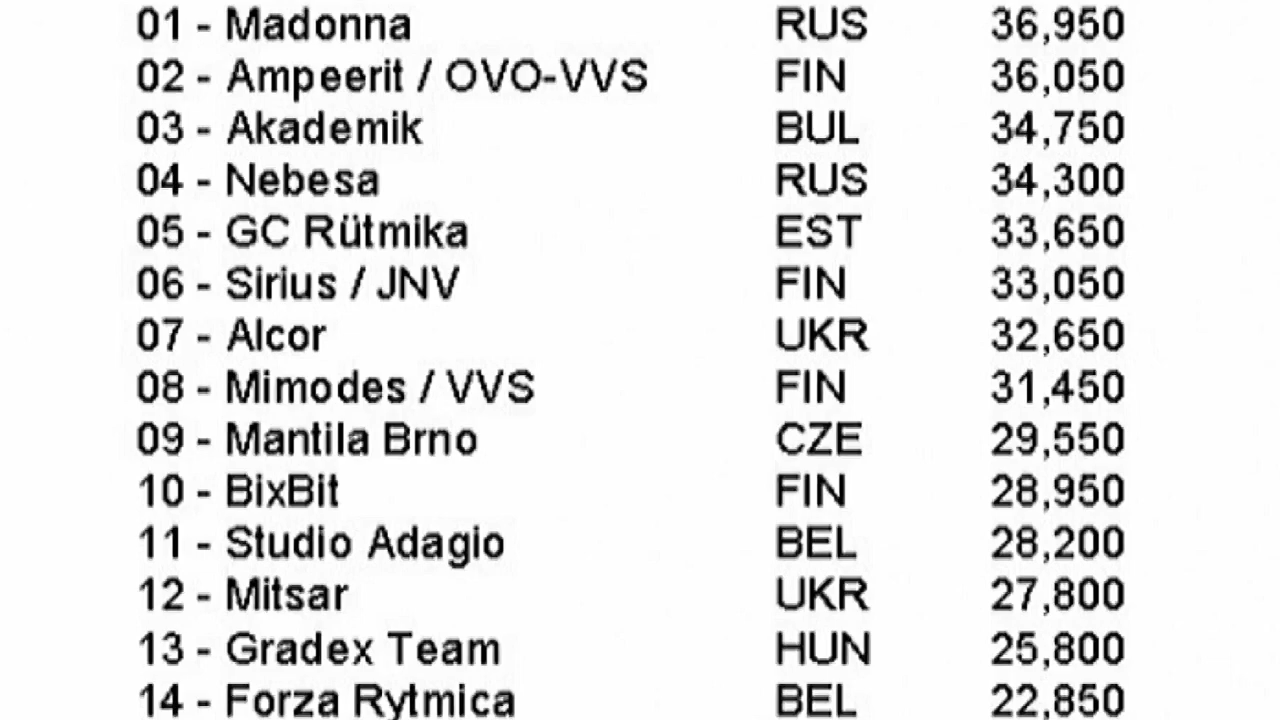 01 - Madonna RUS 36,950
02 - Ampeerit / OVO-VVS FIN 36,050
03 - Akademik BUL 34,750
04 - Nebesa RUS 34,300
05 - GC Rütmika EST 33,650
06 - Sirius / JNV FIN 33,050
07 - Alcor UKR 32,650
08 - Mimodes / VVS FIN 31,450
09 - Mantila Brno CZE 29,550
10 - BixBit FIN 28,950
11 - Studio Adagio BEL 28,200
12 - Mitsar UKR 27,800
13 - Gradex Team HUN 25,800
14 - Forza Rytmica BEL 22,850